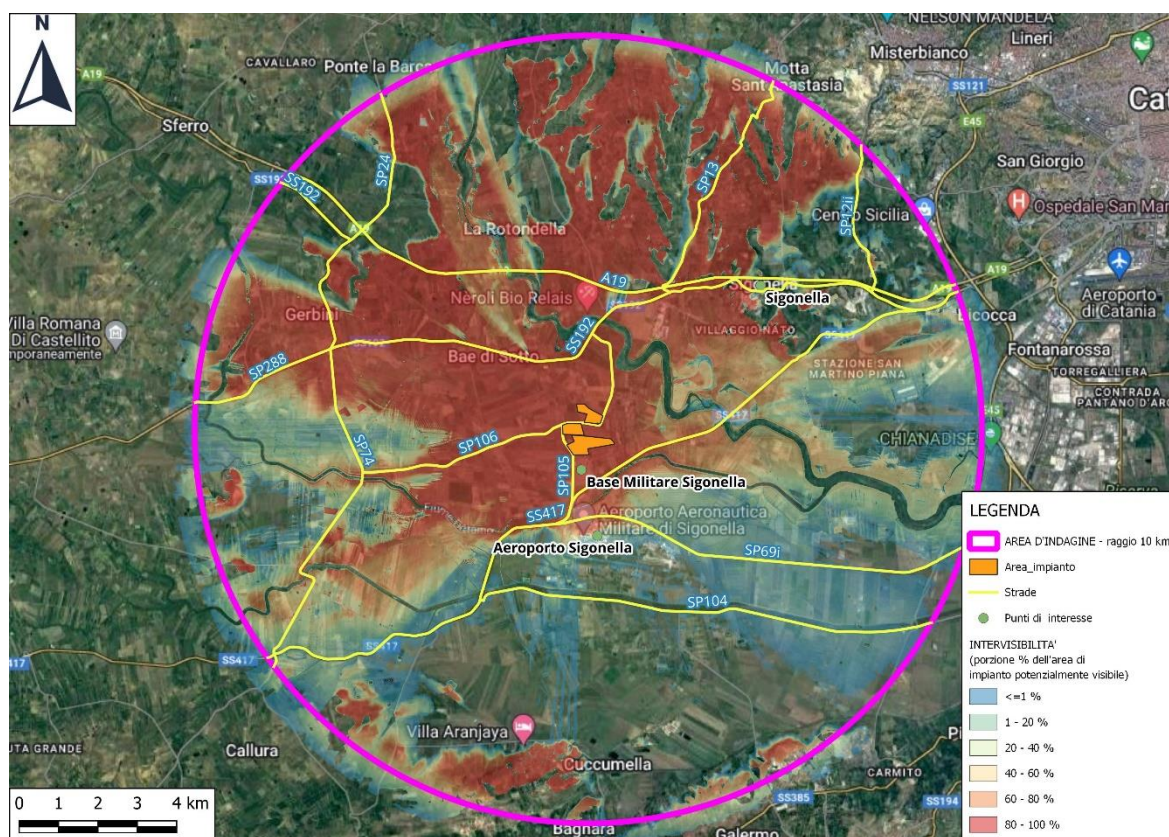 N
NELSON MANDELA
Lineri
Misterbianco
CAVALLARO
Ponte la Barca
Motta
Sant'Anastasia
A19
SS121
Sferro
E45
San Giorgio
SS192
SP24
SP13
SP12ii
Centro Sicilia
Ospedale San Mar
La Rotondella
A19
A19
Aeroporto
di Catania
Sigonella
Neroli Bio Relais
Gerbini
SS192
VILLAGGIO NATO
Licocca
Villa Romana
Di Castellito
mporaneamente
Fontanarossa
Bae di Sotto
STAZIONE SAN
MARTINO PIANA
TORREGALLIERA
CONTRADA
PANTANO D'AR
SP288
SS417
E45
SP106
CHIANADISE
SP74
SP105
Base Militare Sigonella
SS417
Aeroporto Aeronautica
Militare di Sigonella
Aeroporto Sigonella
SP69i
SP104
SS417
417
Villa Aranjaya
Callura
Cuccumella
UTA GRANDE
CARMITO
SS385
SS194
Bagnara
Galermo
0 1 2 3 4 km
LEGENDA
AREA D'INDAGINE - raggio 10 km
Area_impianto
Strade
Punti di interesse
INTERVISIBILITA'
(porzione % dell'area di
impianto potenzialmente visibile)
<=1 %
1 - 20 %
20 - 40 %
40 - 60 %
60 - 80 %
80 - 100 %